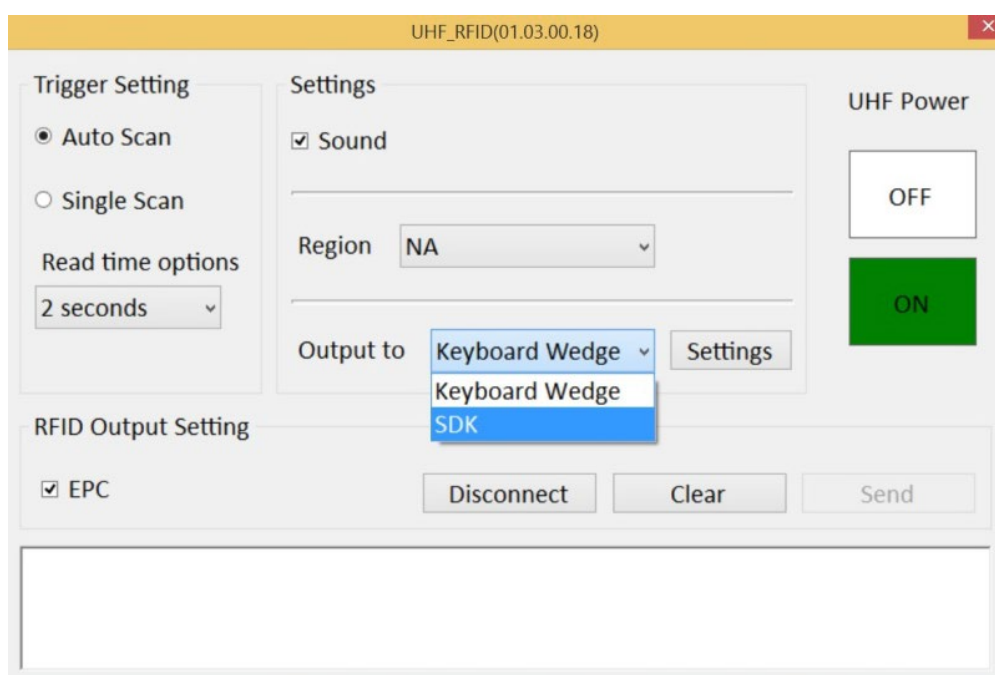 UHF_RFID(01.03.00.18)
Trigger Setting
Auto Scan
Single Scan
Read time options
2 seconds
Settings
Sound
Region NA
Output to Keyboard Wedge Settings
Keyboard Wedge
SDK
UHF Power
OFF
ON
RFID Output Setting
EPC Disconnect Clear Send